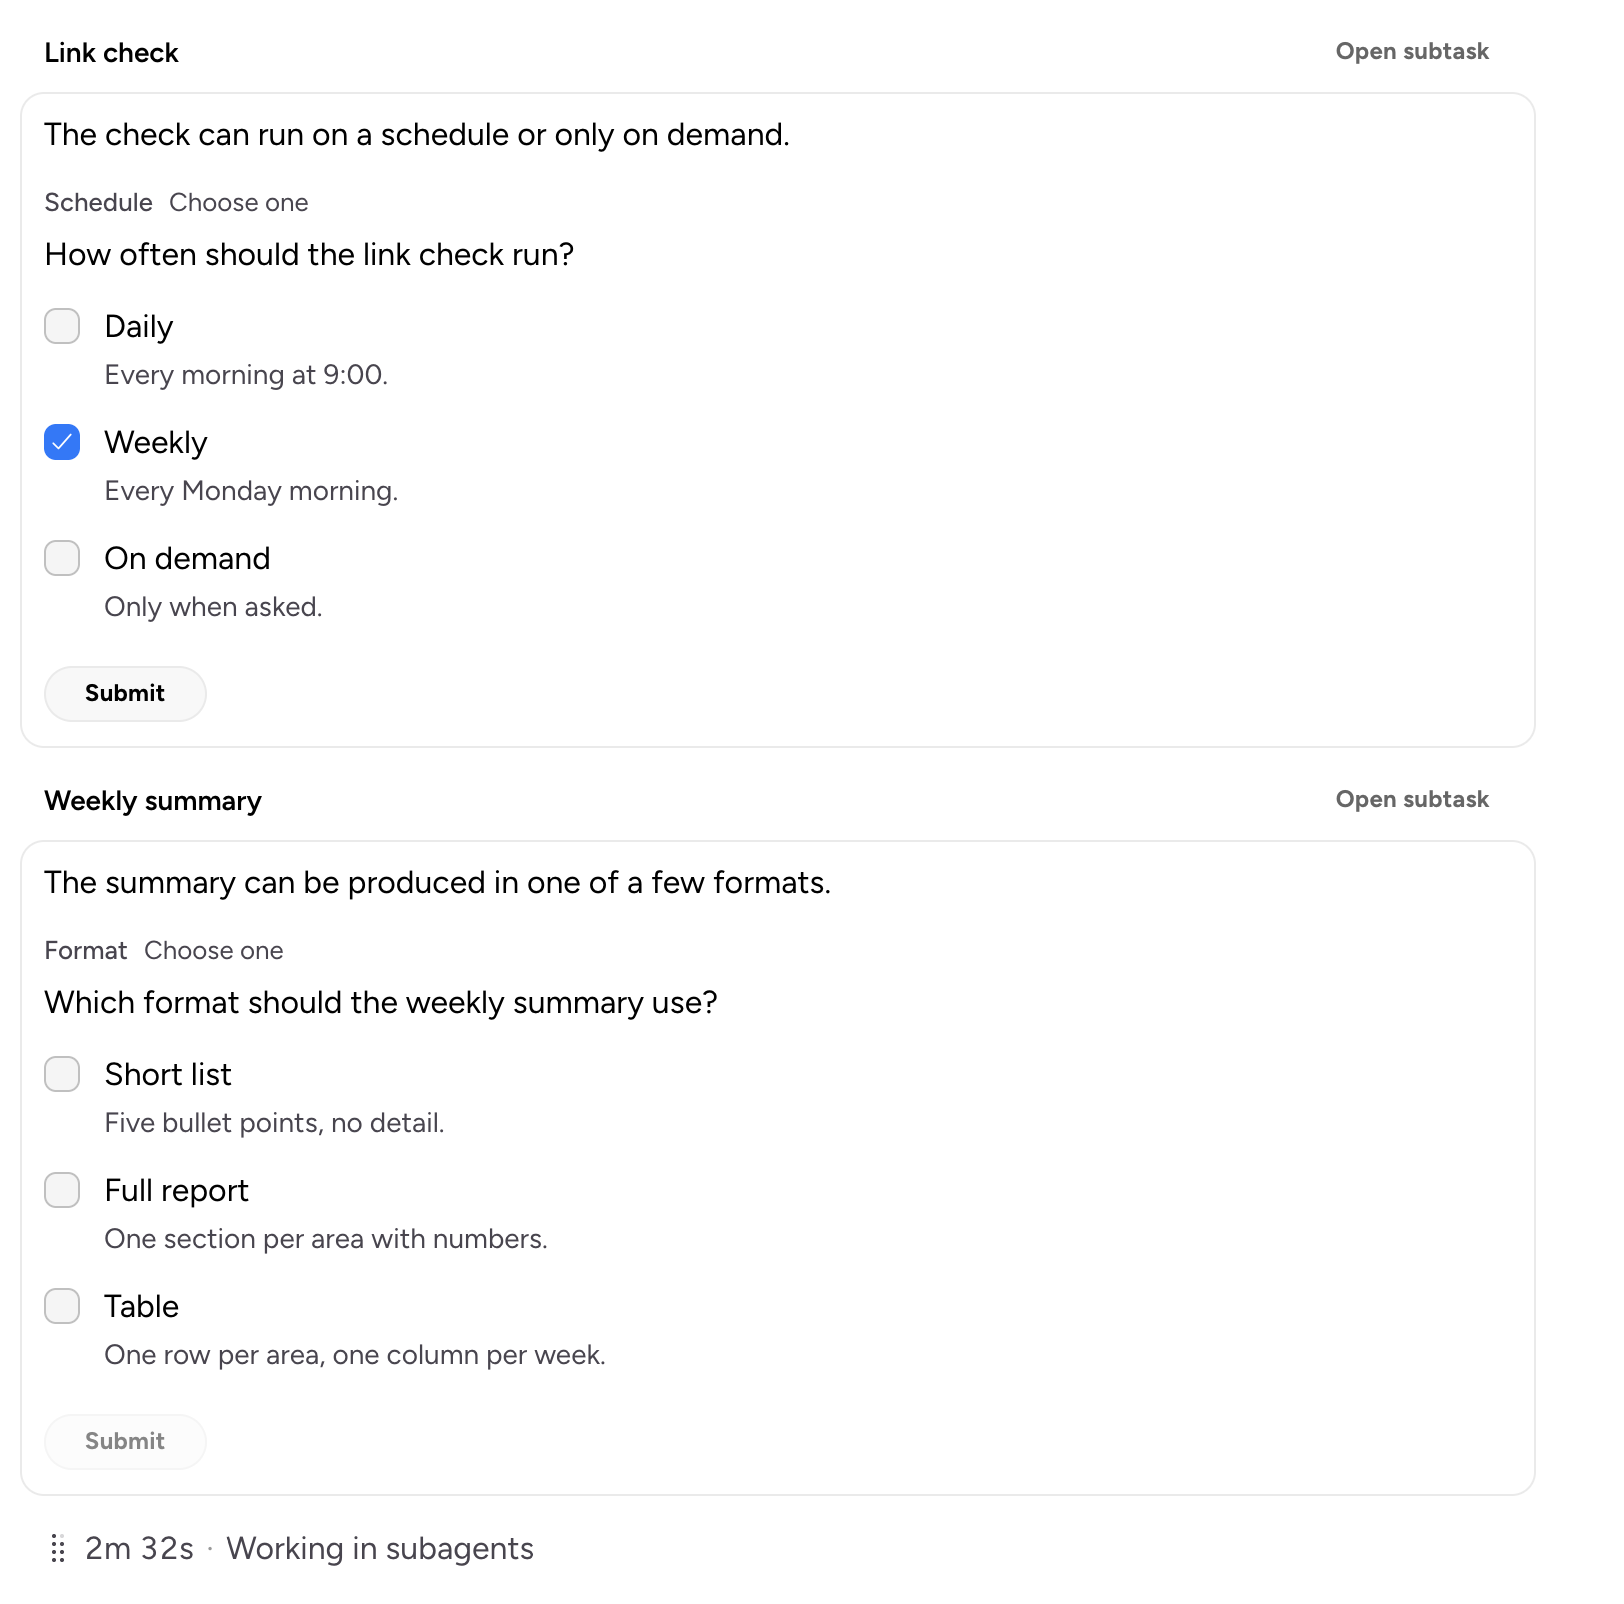 Link check
Open subtask
The check can run on a schedule or only on demand.
Schedule Choose one
How often should the link check run?
Daily
Every morning at 9:00.
Weekly
Every Monday morning.
On demand
Only when asked.
Submit
Weekly summary
Open subtask
The summary can be produced in one of a few formats.
Format Choose one
Which format should the weekly summary use?
Short list
Five bullet points, no detail.
Full report
One section per area with numbers.
Table
One row per area, one column per week.
Submit
2m 32s · Working in subagents